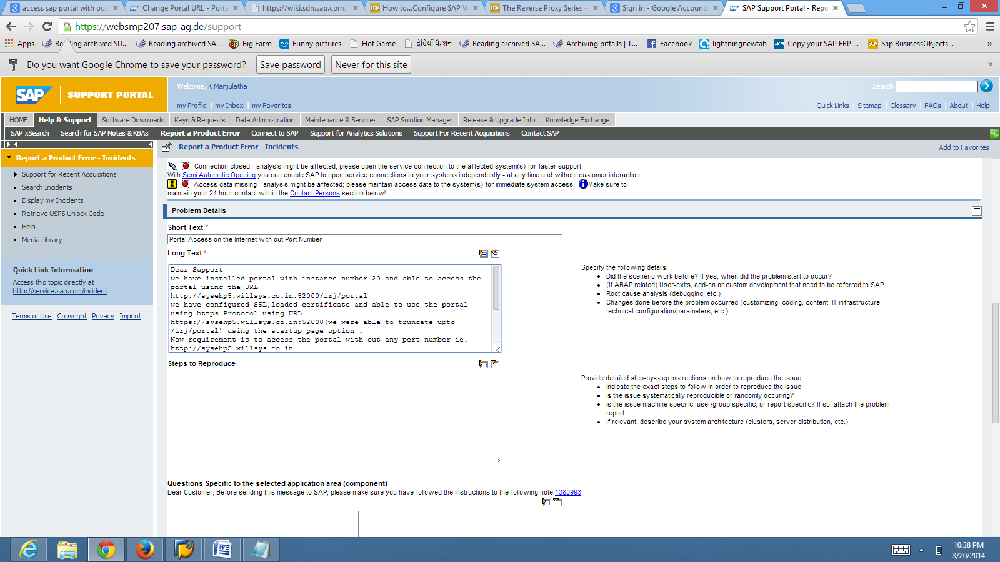 access sap portal with out
Change Portal URL - Porta
https://wiki.sdn.sap.com/
How to...Configure SAP W
The Reverse Proxy Series -
Sign in - Google Accounts
SAP Support Portal - Repo
https://websmp207.sap-ag.de/support
Apps
Reading archived SD...
Reading archived SA...
Big Farm
Funny pictures
Hot Game
देवियों फैशन
Reading archived SA...
Archiving pitfalls | T...
Facebook
lightningnewtab
Copy your SAP ERP ...
Sap BusinessObjects...
»
Do you want Google Chrome to save your password?
Save password
Never for this site
SAP
SUPPORT PORTAL
Welcome, K Manjulatha
Search
my Profile | my Inbox | my Favorites
Quick Links | Sitemap | Glossary | FAQs | About | Help
HOME
Help & Support
Software Downloads
Keys & Requests
Data Administration
Maintenance & Services
SAP Solution Manager
Release & Upgrade Info
Knowledge Exchange
SAP xSearch
Search for SAP Notes & KBAs
Report a Product Error
Connect to SAP
Support for Analytics Solutions
Support For Recent Acquisitions
Contact SAP
Report a Product Error - Incidents
Support for Recent Acquisitions
Search Incidents
Display my Incidents
Retrieve USPS Unlock Code
Help
Media Library
Quick Link Information
Access this topic directly at
http://service.sap.com/incident
Terms of Use Copyright Privacy Imprint
Report a Product Error - Incidents
Add to Favorites
Connection closed - analysis might be affected; please open the service connection to the affected system(s) for faster support.
With Semi Automatic Opening you can enable SAP to open service connections to your systems independently - at any time and without customer interaction.
Access data missing - analysis might be affected; please maintain access data to the system(s) for immediate system access. Make sure to
maintain your 24 hour contact within the Contact Persons section below!
Problem Details
Short Text *
Portal Access on the Internet with out Port Number
Long Text *
Dear Support
we have installed portal with instance number 20 and able to access the
portal using the URL
http://sysehp5.willsys.co.in:52000/irj/portal
we have configured SSL,loaded certificate and able to use the portal
using https Protocol using URL
https://sysehp5.willsys.co.in:52000(we were able to truncate upto
/irj/portal) using the startup page option .
Now requirement is to access the portal with out any port number ie.
http://sysehp5.willsys.co.in
Specify the following details:
• Did the scenerio work before? If yes, when did the problem start to occur?
• (If ABAP related) User-exits, add-on or custom development that need to be referred to SAP
• Root cause analysis (debugging, etc.)
• Changes done before the problem occurred (customizing, coding, content, IT infrastructure,
technical configuration/parameters, etc.)
Steps to Reproduce
Provide detailed step-by-step instructions on how to reproduce the issue:
• Indicate the exact steps to follow in order to reproduce the issue
• Is the issue systematically reproducible or randomly occuring?
• Is the issue machine specific, user/group specific, or report specific? If so, attach the problem
report.
• If relevant, describe your system architecture (clusters, server distribution, etc.).
Questions Specific to the selected application area (component)
Dear Customer, Before sending this message to SAP, please make sure you have followed the instructions to the following note 1380993.
10:38 PM
3/20/2014